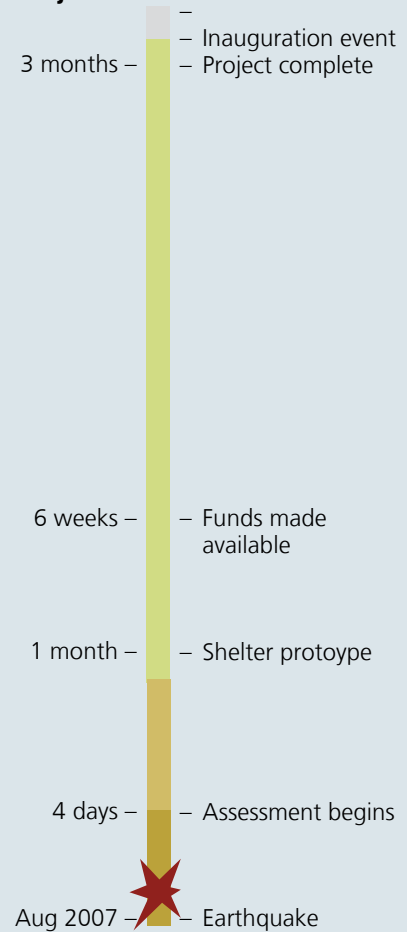 Inauguration event
3 months – – Project complete
6 weeks – – Funds made
available
1 month – – Shelter protoype
4 days – – Assessment begins
Aug 2007 – – Earthquake